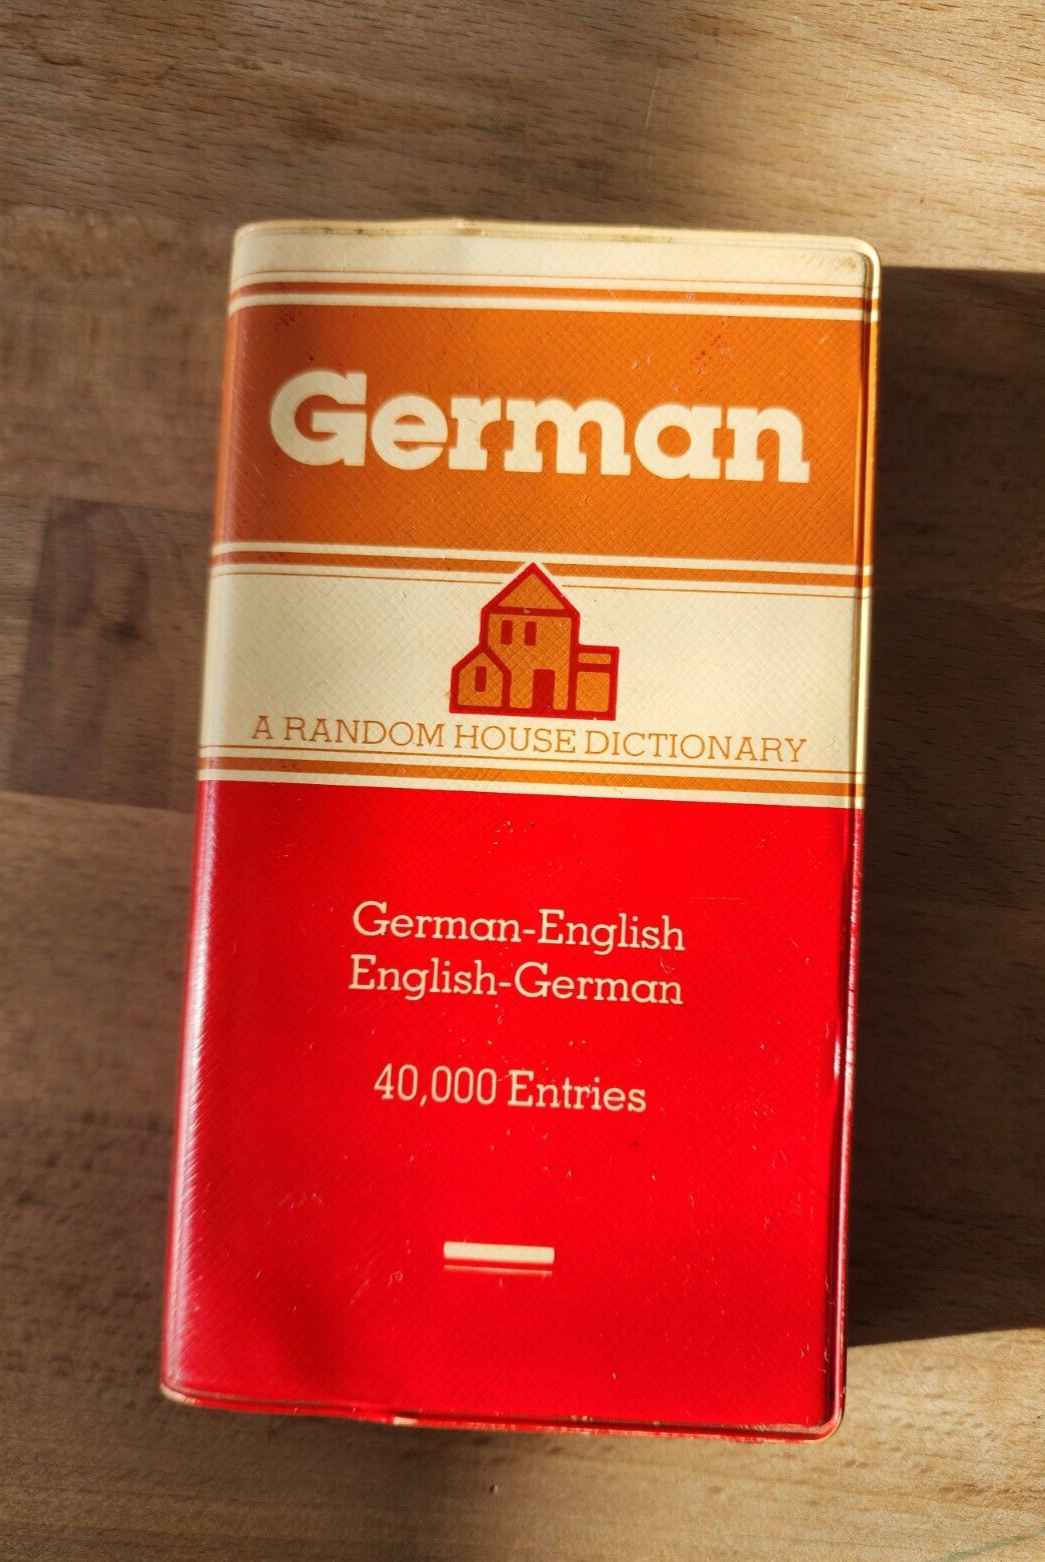 German
A RANDOM HOUSE DICTIONARY
German-English
English-German
40,000 Entries